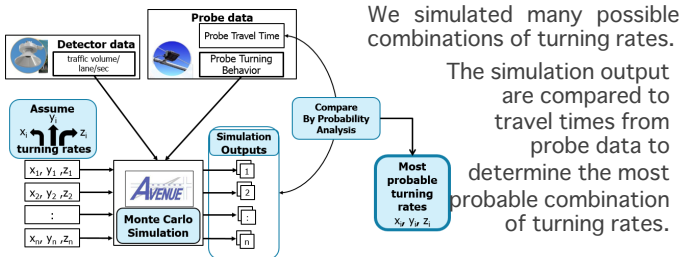 Probe data
Probe Travel Time
Probe Turning
Behavior
Detector data
traffic volume/
lane/sec
We simulated many possible
combinations of turning rates.
The simulation output
are compared to
travel times from
probe data to
determine the most
probable combination
of turning rates.
Assume
yᵢ
xᵢ zᵢ
turning rates
x₁, y₁ ,z₁
x₂, y₂ ,z₂
:
xₙ, yₙ ,zₙ
AVENUE
Monte Carlo
Simulation
Simulation
Outputs
1
2
:
n
Compare
By Probability
Analysis
Most
probable
turning
rates
xᵢ, yᵢ, zᵢ